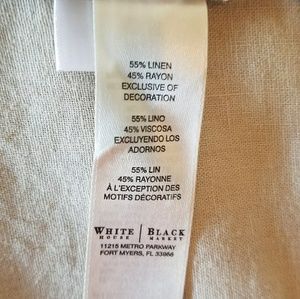 55% LINEN
45% RAYON
EXCLUSIVE OF
DECORATION
55% LINO
45% VISCOSA
EXCLUYENDO LOS
ADORNOS
55% LIN
45% RAYONNE
À L'EXCEPTION DES
MOTIFS DÉCORATIFS
WHITE | BLACK
HOUSE | MARKET
11215 METRO PARKWAY
FORT MYERS, FL 33966